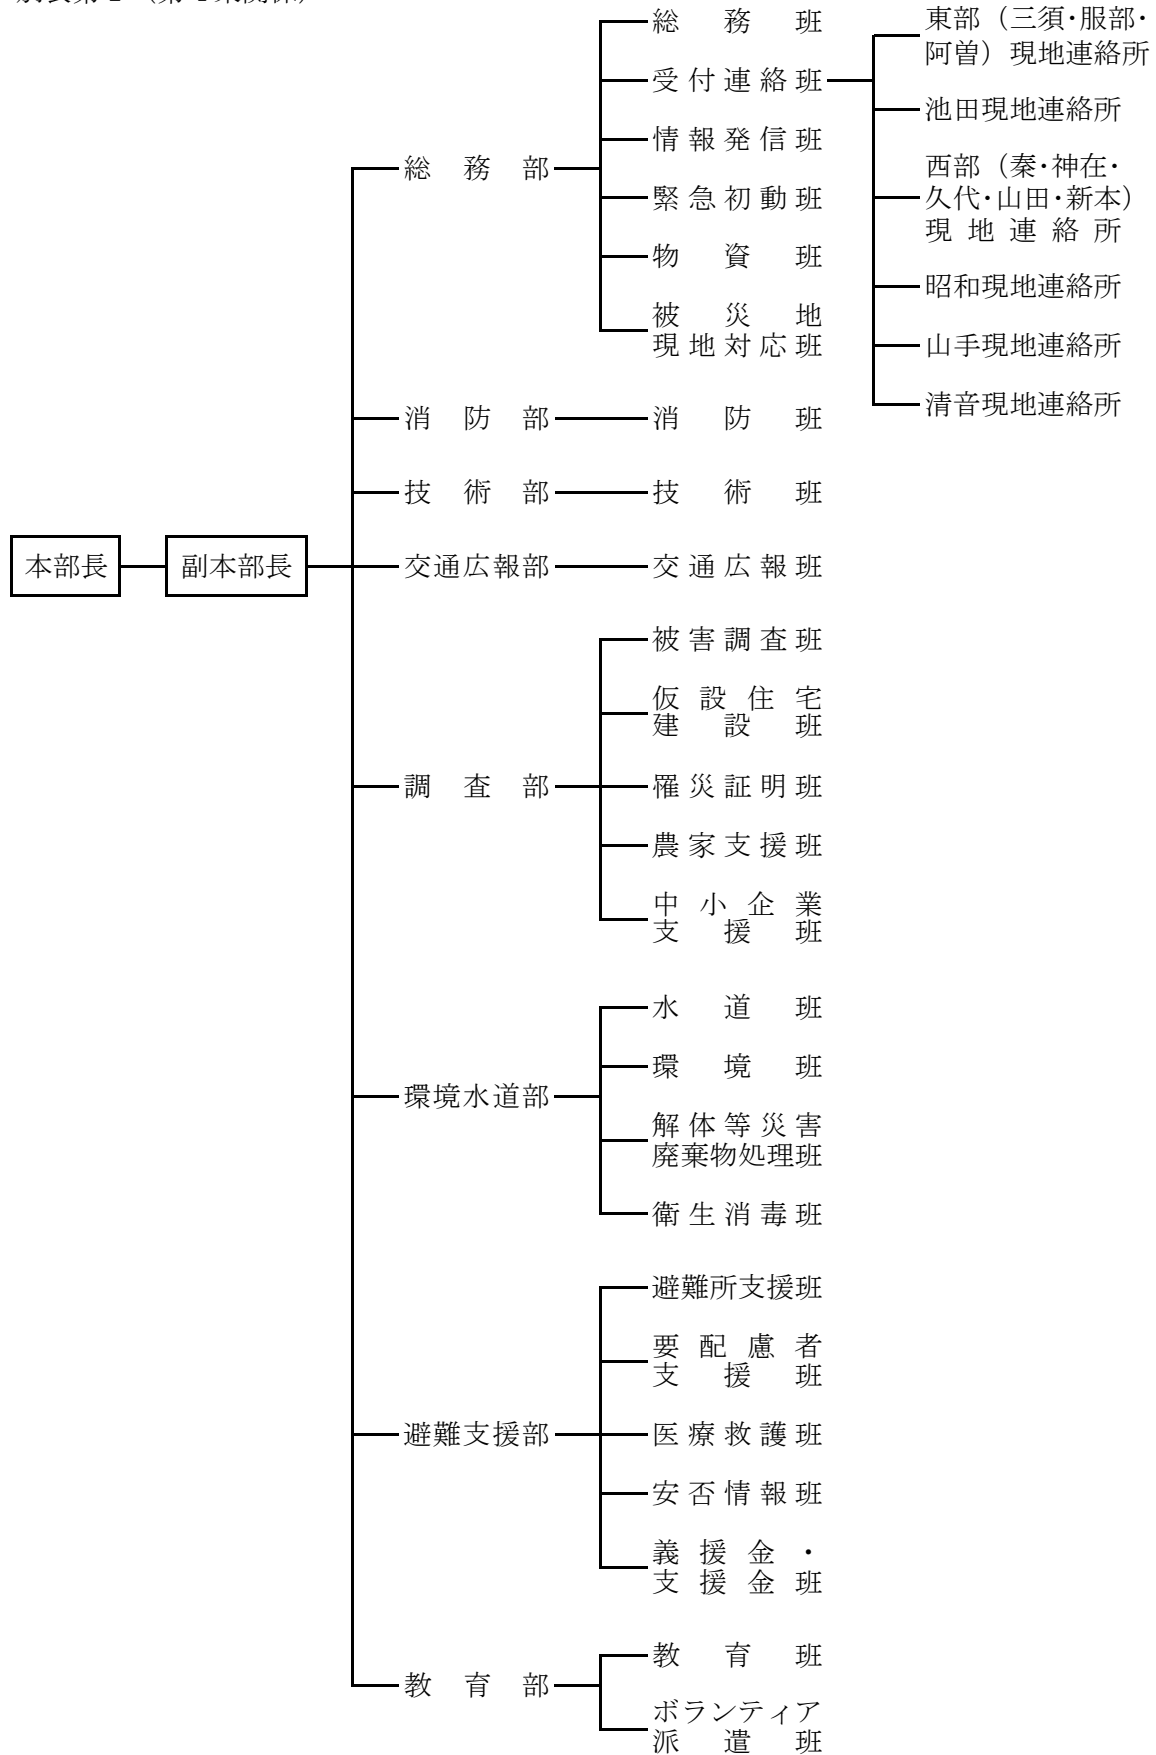 総務班
受付連絡班
情報発信班
緊急初動班
物資班
被災地
現地対応班
東部（三須・服部・
阿曽）現地連絡所
池田現地連絡所
西部（秦・神在・
久代・山田・新本）
現地連絡所
昭和現地連絡所
山手現地連絡所
清音現地連絡所
総務部
消防部
消防班
技術部
技術班
本部長
副本部長
交通広報部
交通広報班
調査部
被害調査班
仮設住宅
建設班
罹災証明班
農家支援班
中小企業
支援班
環境水道部
水道班
環境班
解体等災害
廃棄物処理班
衛生消毒班
避難支援部
避難所支援班
要配慮者
支援班
医療救護班
安否情報班
義援金・
支援金班
教育部
教育班
ボランティア
派遣班